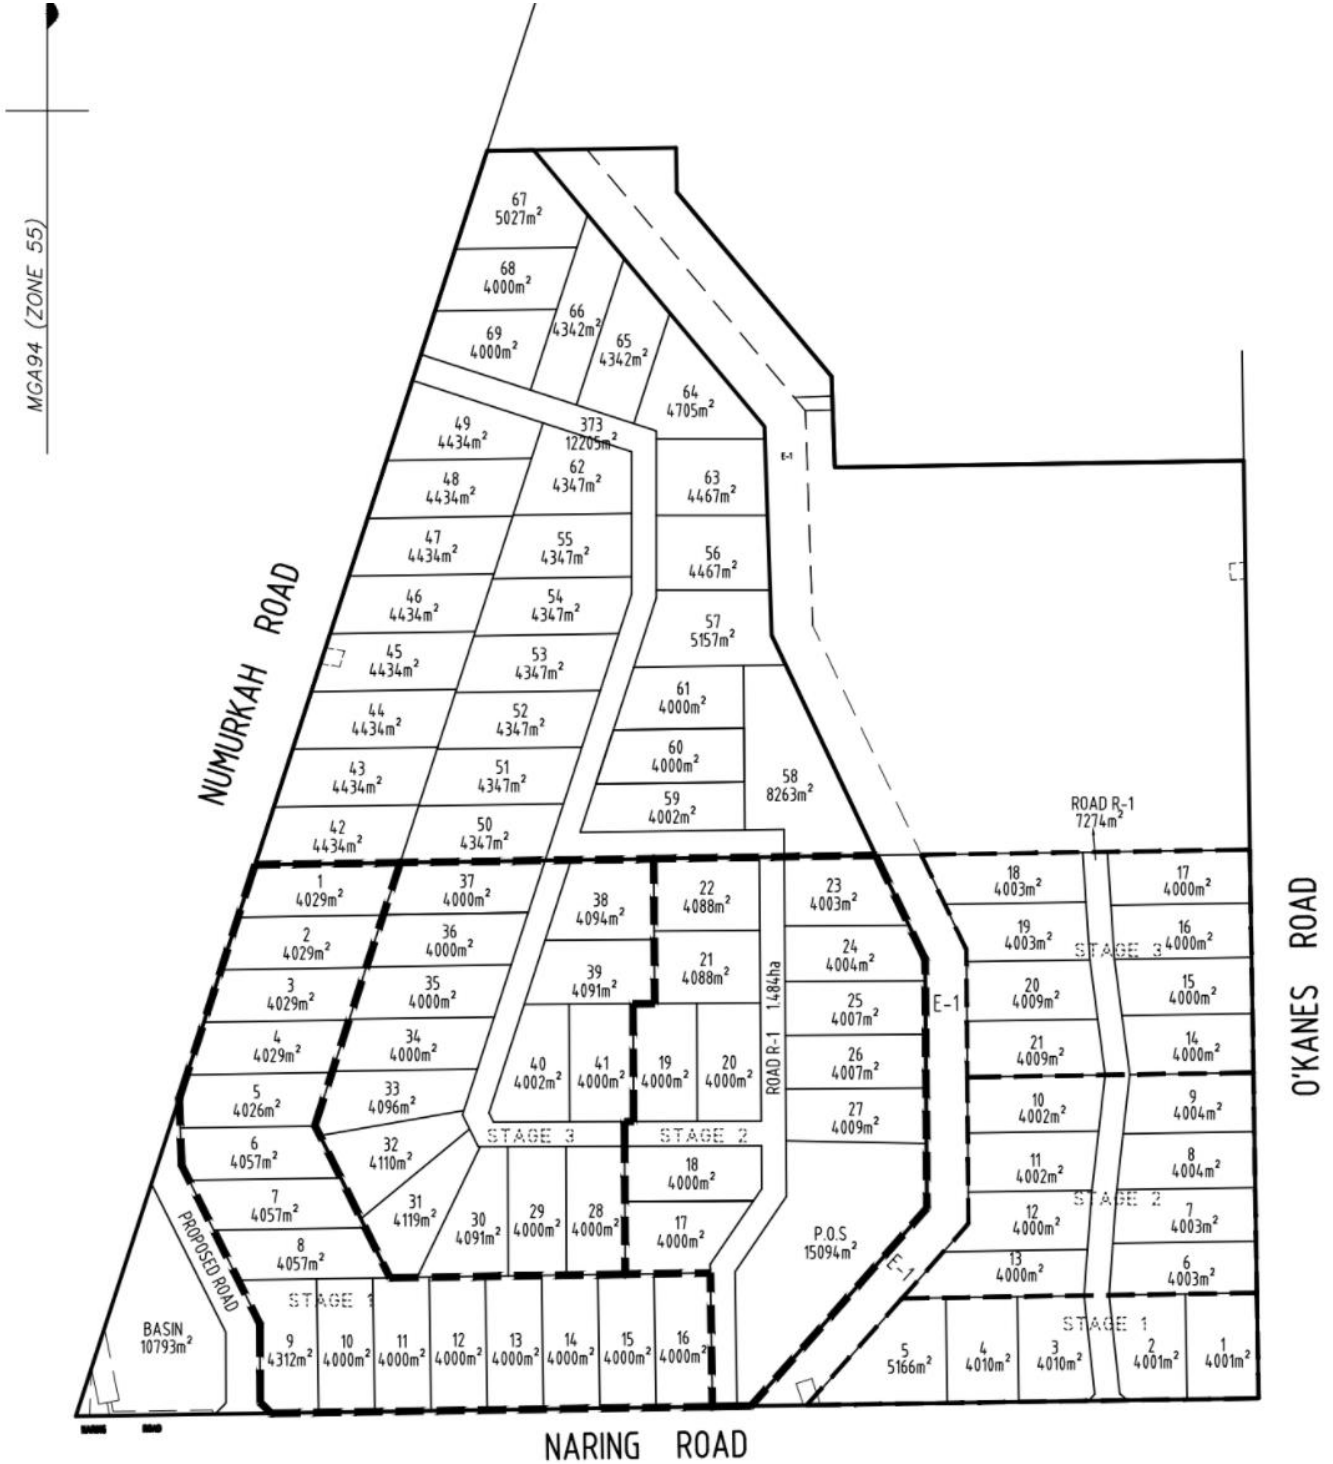 MGA94 (ZONE 55)
67
5027m²
68
4000m²
69
4000m²
66
4342m²
65
4342m²
64
4705m²
373
12205m²
49
4434m²
62
4347m²
E-1
63
4467m²
48
4434m²
47
4434m²
55
4347m²
56
4467m²
46
4434m²
54
4347m²
57
5157m²
45
4434m²
53
4347m²
61
4000m²
44
4434m²
52
4347m²
60
4000m²
43
4434m²
51
4347m²
58
8263m²
59
4002m²
42
4434m²
50
4347m²
NUMURKAH ROAD
ROAD R-1
7274m²
1
4029m²
37
4000m²
38
4094m²
22
4088m²
23
4003m²
18
4003m²
17
4000m²
2
4029m²
36
4000m²
24
4004m²
19
4003m²
16
4000m²
STAGE 3
3
4029m²
35
4000m²
39
4091m²
21
4088m²
25
4007m²
E-1
20
4009m²
15
4000m²
ROAD R-1 1.484ha
4
4029m²
34
4000m²
40
4002m²
41
4000m²
19
4000m²
20
4000m²
26
4007m²
21
4009m²
14
4000m²
5
4026m²
33
4096m²
27
4009m²
10
4002m²
9
4004m²
STAGE 3
STAGE 2
6
4057m²
32
4110m²
18
4000m²
11
4002m²
8
4004m²
STAGE 2
7
4057m²
31
4119m²
30
4091m²
29
4000m²
28
4000m²
17
4000m²
P.O.S
15094m²
12
4000m²
7
4003m²
8
4057m²
13
4000m²
6
4003m²
E-1
PROPOSED ROAD
STAGE 1
STAGE 1
BASIN
10793m²
9
4312m²
10
4000m²
11
4000m²
12
4000m²
13
4000m²
14
4000m²
15
4000m²
16
4000m²
5
5166m²
4
4010m²
3
4010m²
2
4001m²
1
4001m²
O'KANES ROAD
NARING ROAD
NARING ROAD